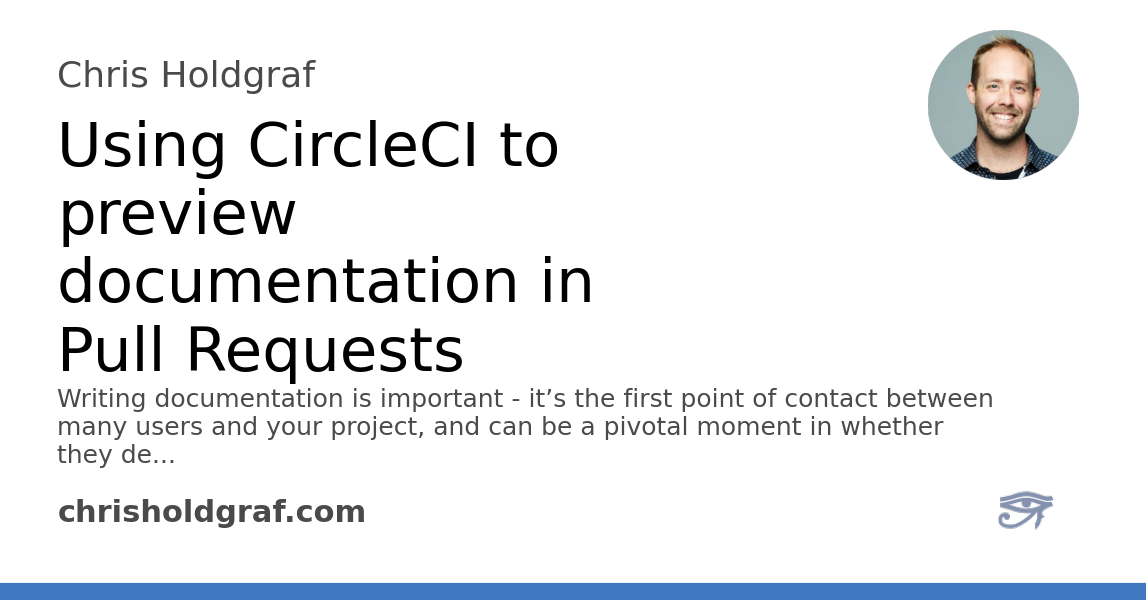 Chris Holdgraf
Using CircleCI to
preview
documentation in
Pull Requests
Writing documentation is important - it’s the first point of contact between
many users and your project, and can be a pivotal moment in whether
they de...
chrisholdgraf.com